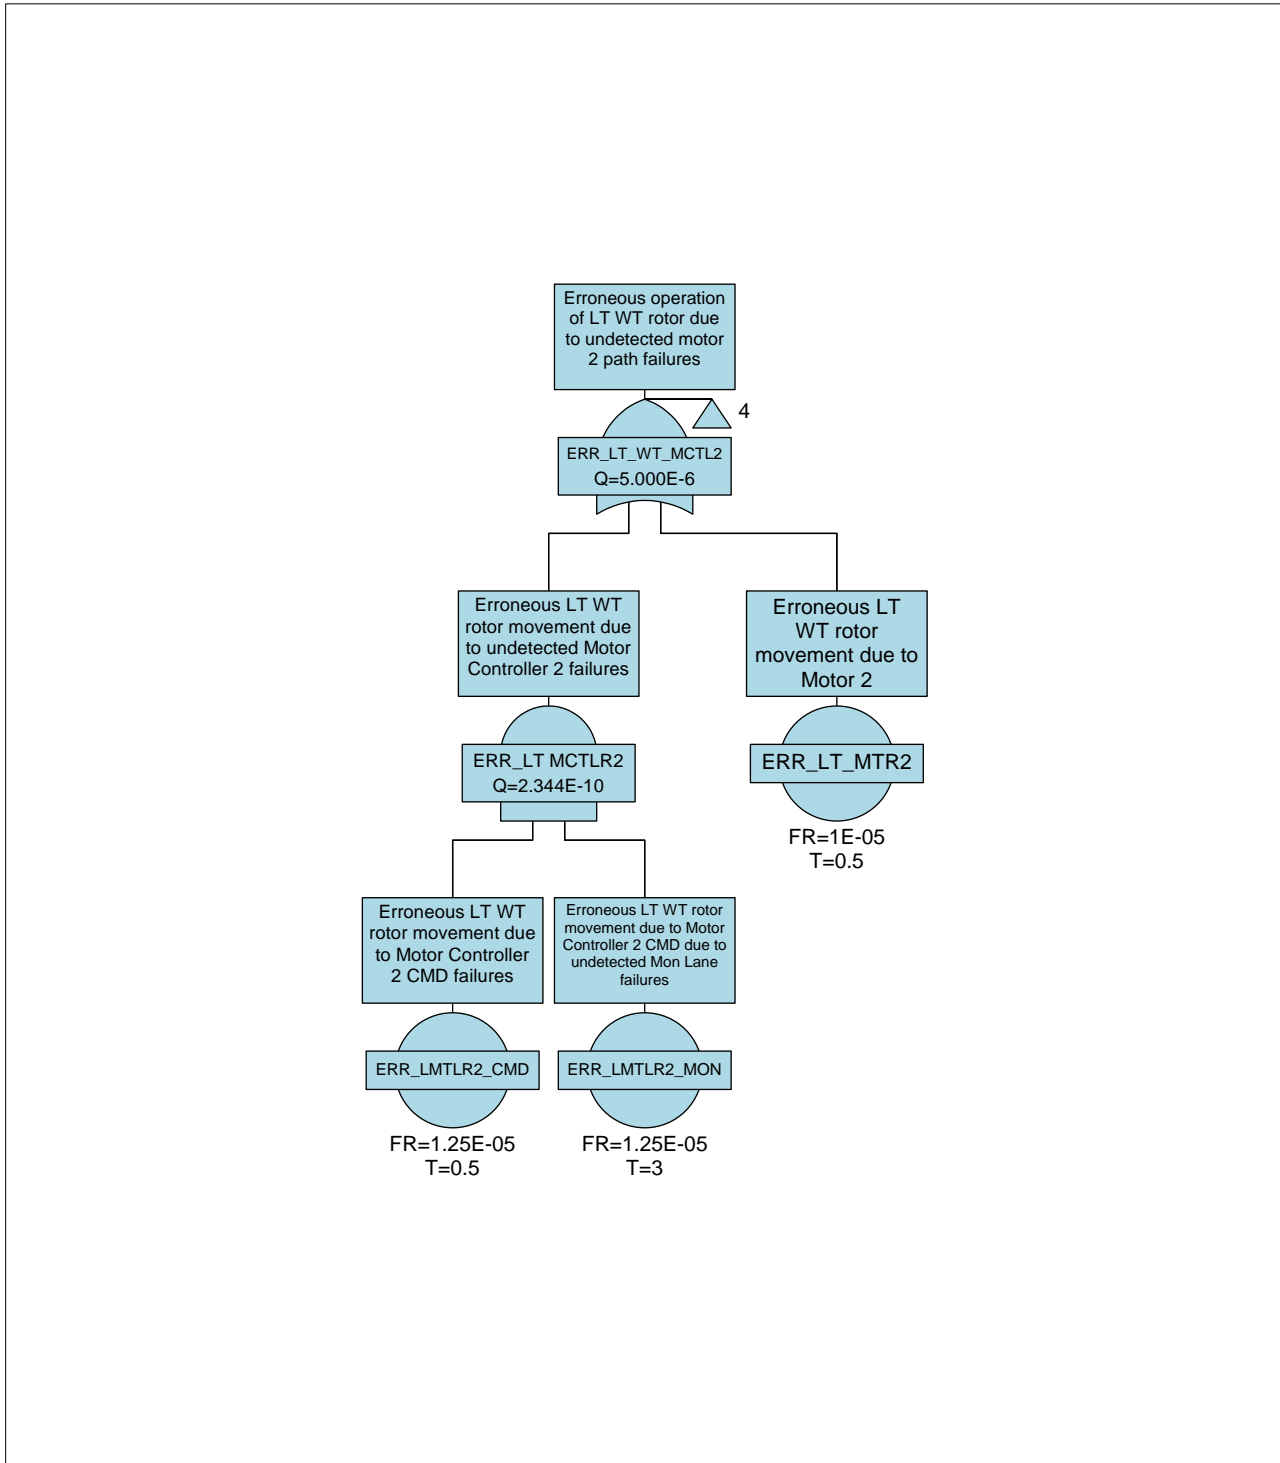 Erroneous operation
of LT WT rotor due
to undetected motor
2 path failures
4
ERR_LT_WT_MCTL2
Q=5.000E-6
Erroneous LT WT
rotor movement due
to undetected Motor
Controller 2 failures
ERR_LT MCTLR2
Q=2.344E-10
Erroneous LT
WT rotor
movement due to
Motor 2
ERR_LT_MTR2
FR=1E-05
T=0.5
Erroneous LT WT
rotor movement due
to Motor Controller
2 CMD failures
ERR_LMTLR2_CMD
FR=1.25E-05
T=0.5
Erroneous LT WT rotor
movement due to Motor
Controller 2 CMD due to
undetected Mon Lane
failures
ERR_LMTLR2_MON
FR=1.25E-05
T=3